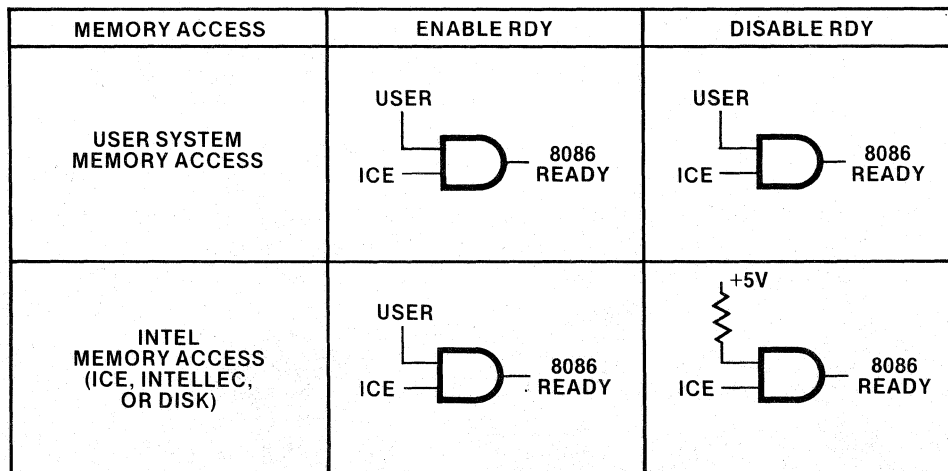 MEMORY ACCESS
ENABLE RDY
DISABLE RDY
USER SYSTEM
MEMORY ACCESS
USER
ICE
8086
READY
USER
ICE
8086
READY
INTEL
MEMORY ACCESS
(ICE, INTELLEC,
OR DISK)
USER
ICE
8086
READY
+5V
ICE
8086
READY